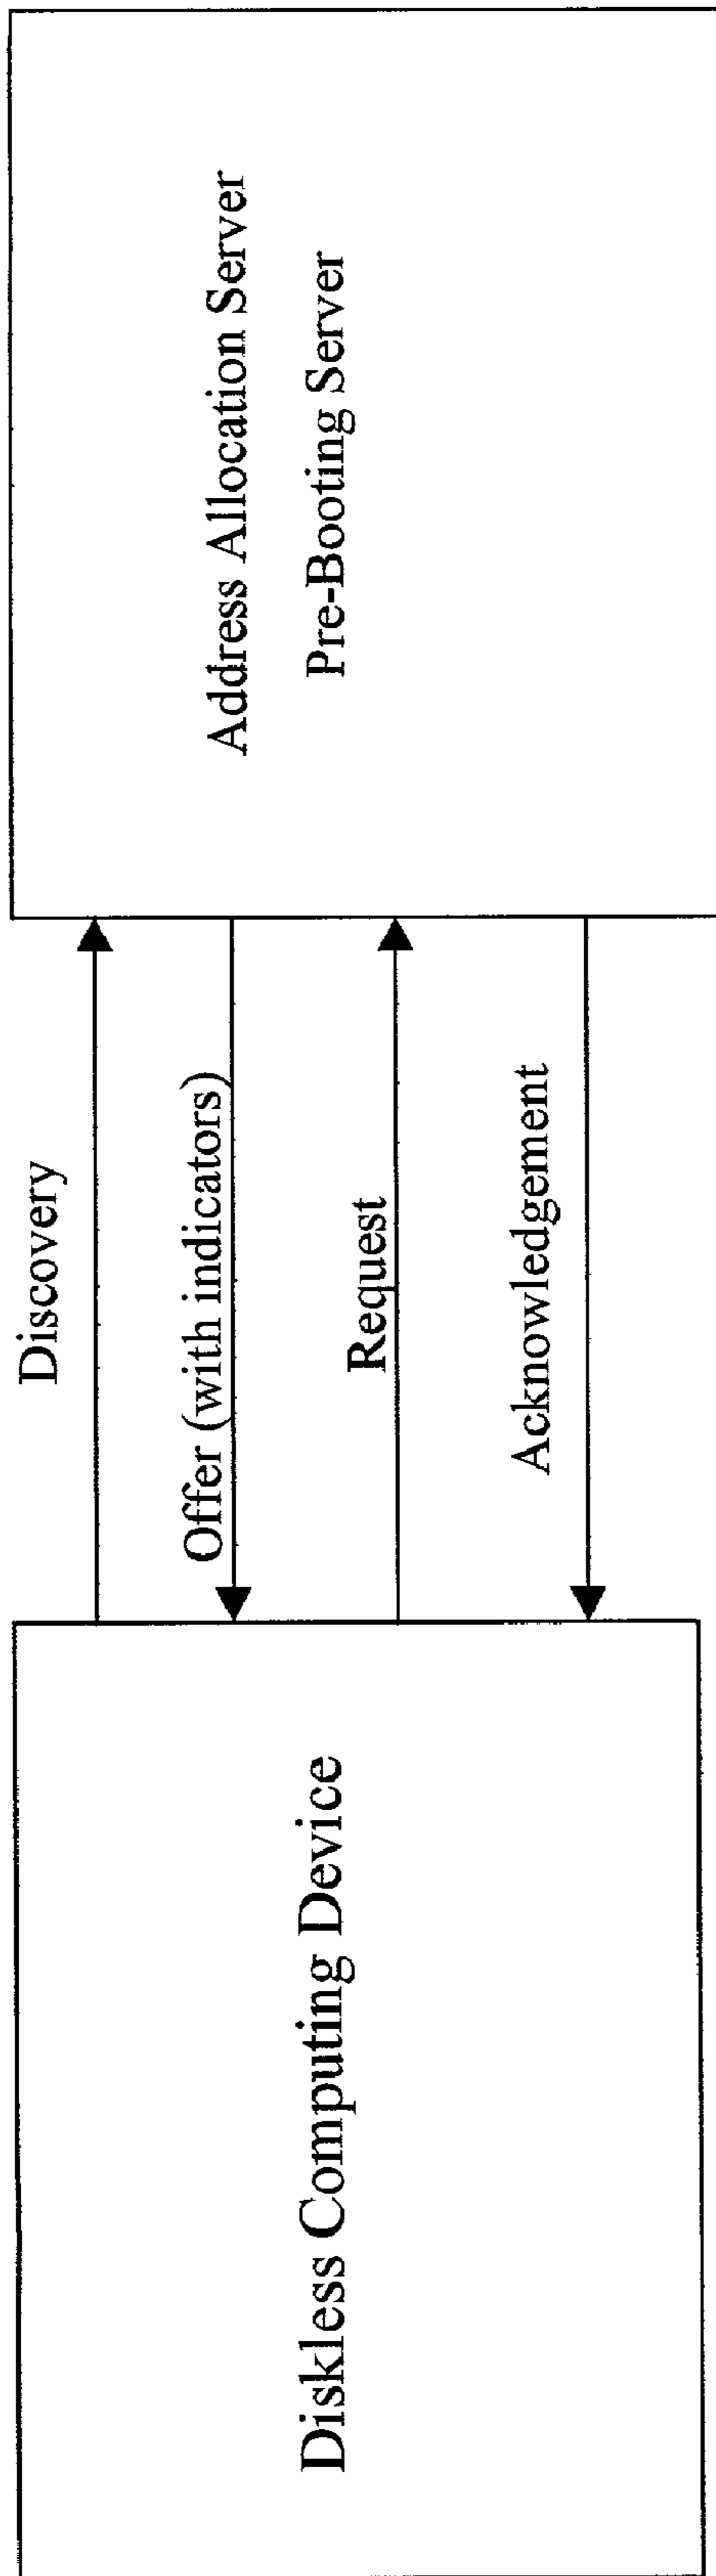 Diskless Computing Device
Discovery
Offer (with indicators)
Request
Acknowledgement
Address Allocation Server
Pre-Booting Server